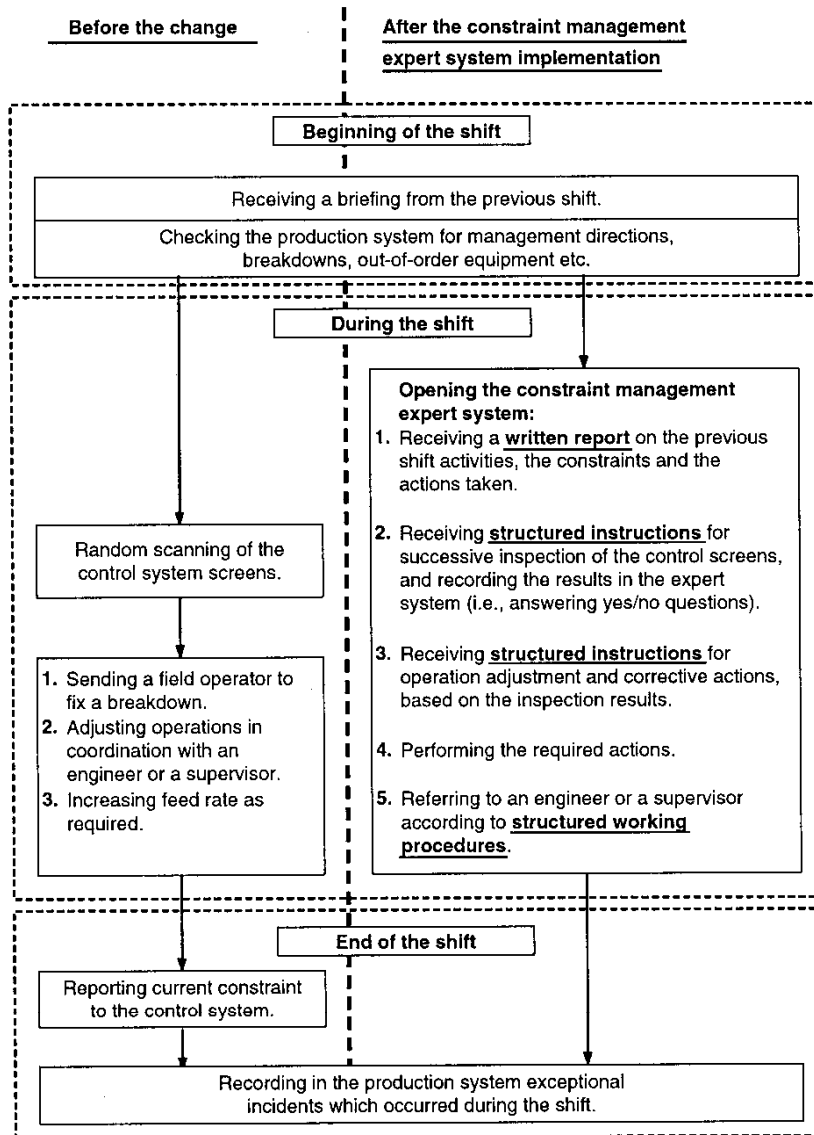 Before the change
After the constraint management
expert system implementation
Beginning of the shift
Receiving a briefing from the previous shift.
Checking the production system for management directions,
breakdowns, out-of-order equipment etc.
During the shift
Random scanning of the
control system screens.
1. Sending a field operator to
fix a breakdown.
2. Adjusting operations in
coordination with an
engineer or a supervisor.
3. Increasing feed rate as
required.
Opening the constraint management
expert system:
1. Receiving a written report on the previous
shift activities, the constraints and the
actions taken.
2. Receiving structured instructions for
successive inspection of the control screens,
and recording the results in the expert
system (i.e., answering yes/no questions).
3. Receiving structured instructions for
operation adjustment and corrective actions,
based on the inspection results.
4. Performing the required actions.
5. Referring to an engineer or a supervisor
according to structured working
procedures.
End of the shift
Reporting current constraint
to the control system.
Recording in the production system exceptional
incidents which occurred during the shift.